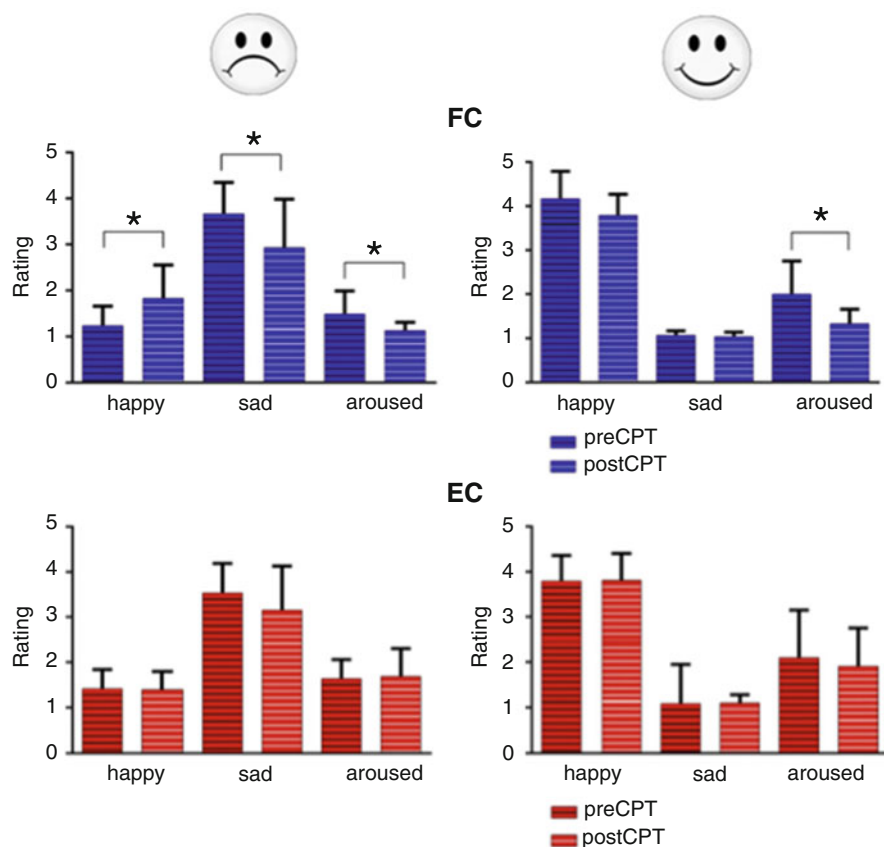 FC
5
4
3
2
1
0
Rating
*
*
*
happy sad aroused
5
4
3
2
1
0
Rating
*
happy sad aroused
preCPT
postCPT
EC
5
4
3
2
1
0
Rating
happy sad aroused
5
4
3
2
1
0
Rating
happy sad aroused
preCPT
postCPT